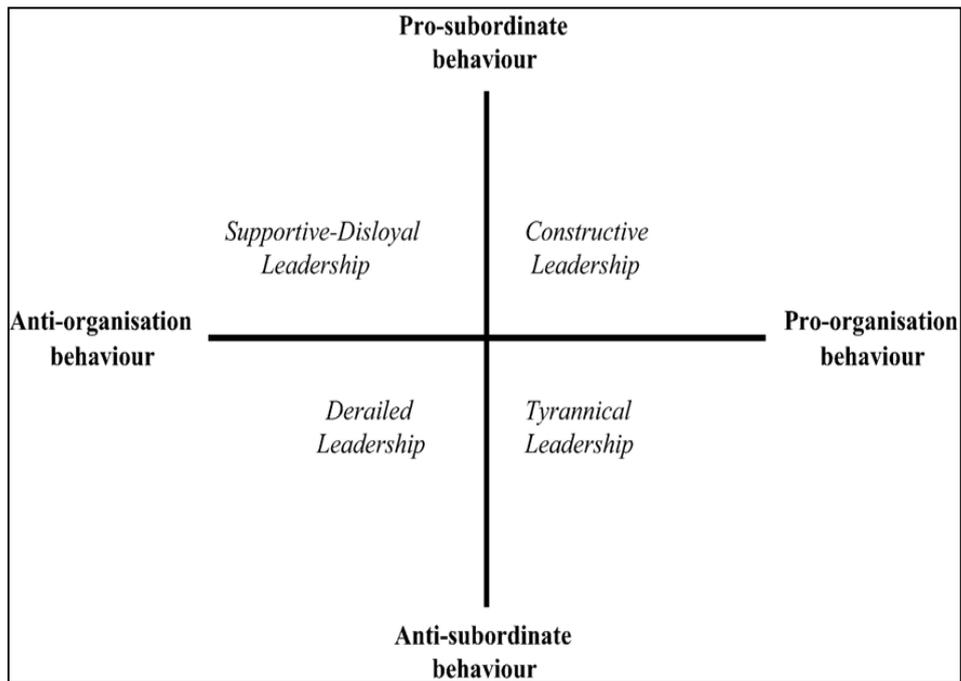 Pro-subordinate
behaviour
Supportive-Disloyal
Leadership
Constructive
Leadership
Anti-organisation
behaviour
Pro-organisation
behaviour
Derailed
Leadership
Tyrannical
Leadership
Anti-subordinate
behaviour